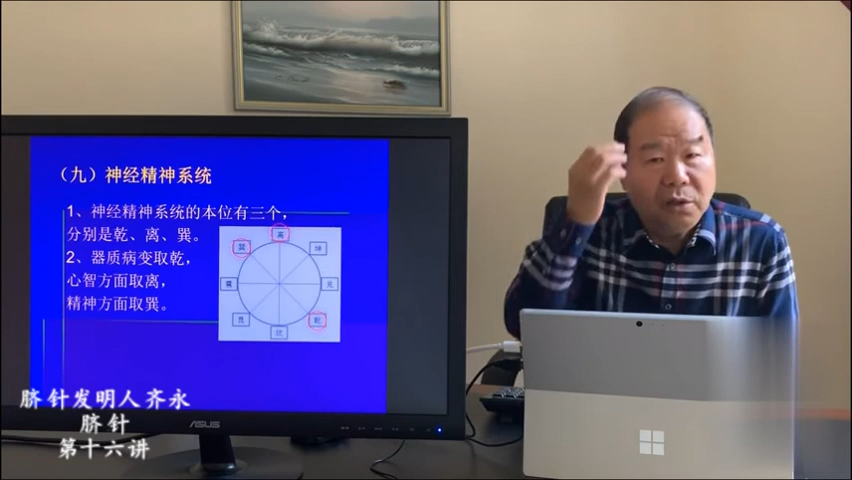 （九）神经精神系统
1、神经精神系统的本位有三个，
分别是乾、离、巽。
2、器质病变取乾，
心智方面取离，
精神方面取巽。
离
巽
坤
震
兑
艮
乾
坎
脐针发明人齐永
脐针
第十六讲
ASUS